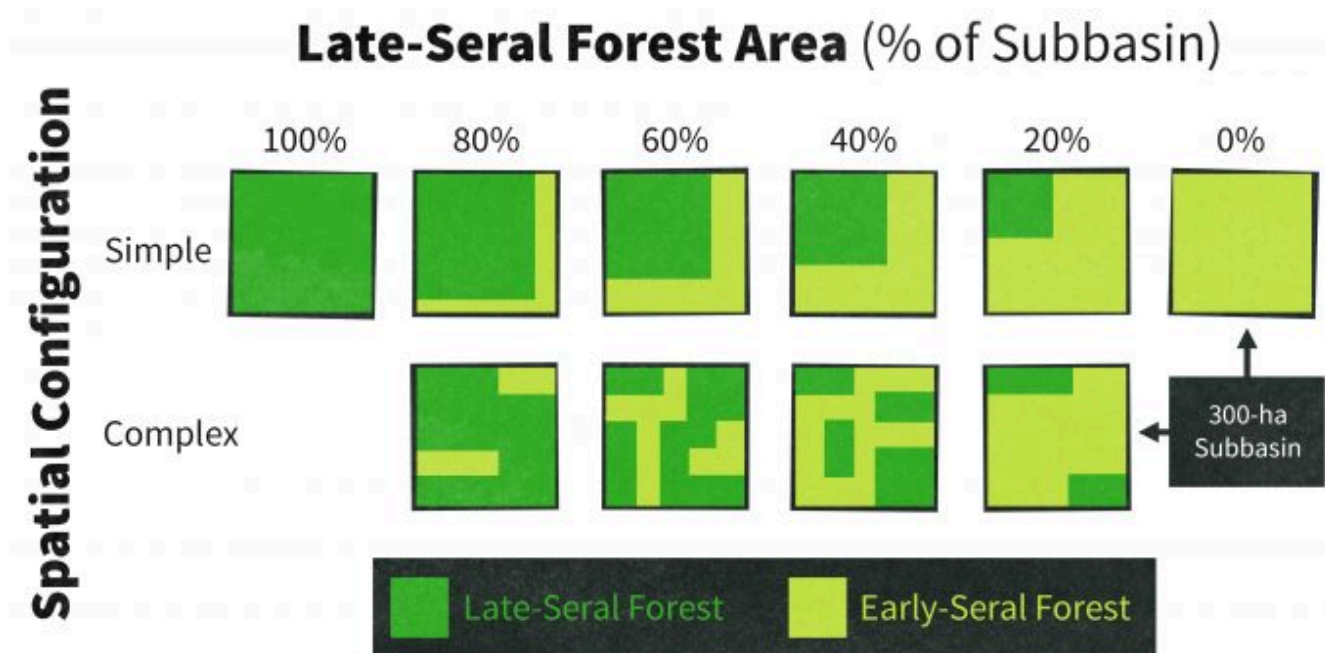 Late-Seral Forest Area (% of Subbasin)
Spatial Configuration
100% 80% 60% 40% 20% 0%
Simple
Complex
300-ha
Subbasin
Late-Seral Forest Early-Seral Forest